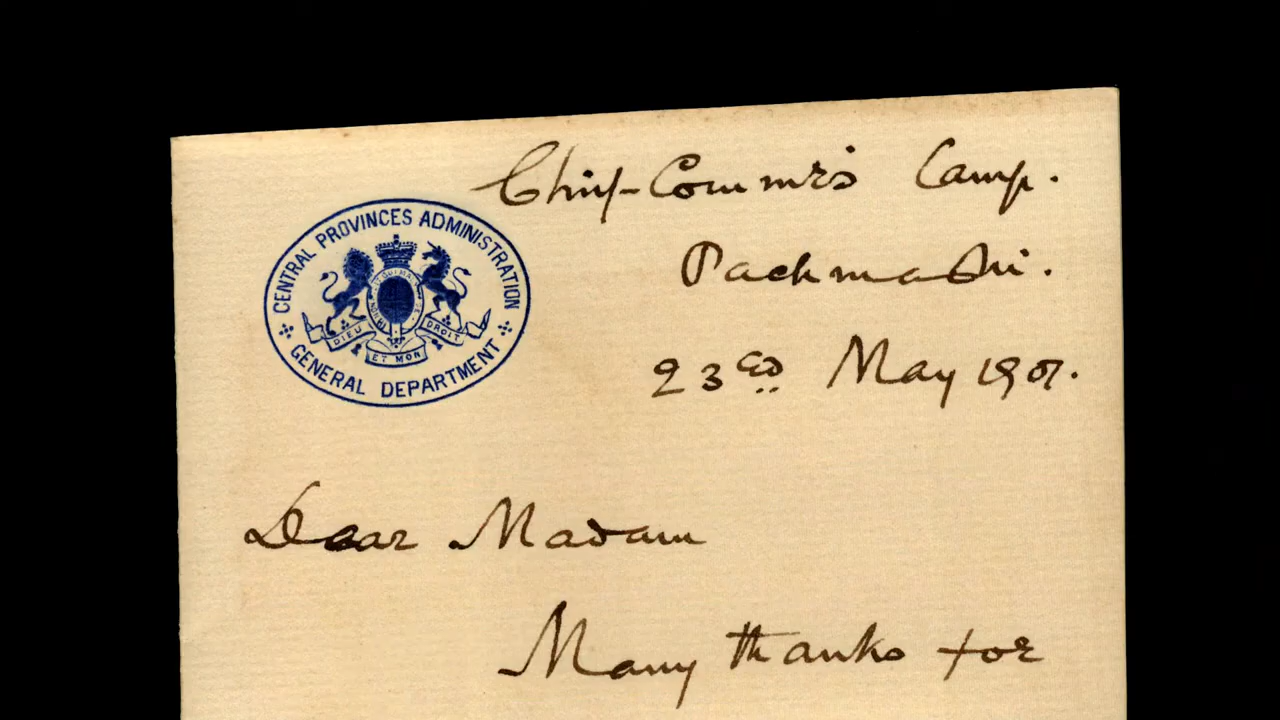 CENTRAL PROVINCES ADMINISTRATION
DIEU ET MON DROIT
GENERAL DEPARTMENT
Chief-Commr's Camp.
Pachmarhi.
23rd May 1901.
Dear Madam
Many thanks for